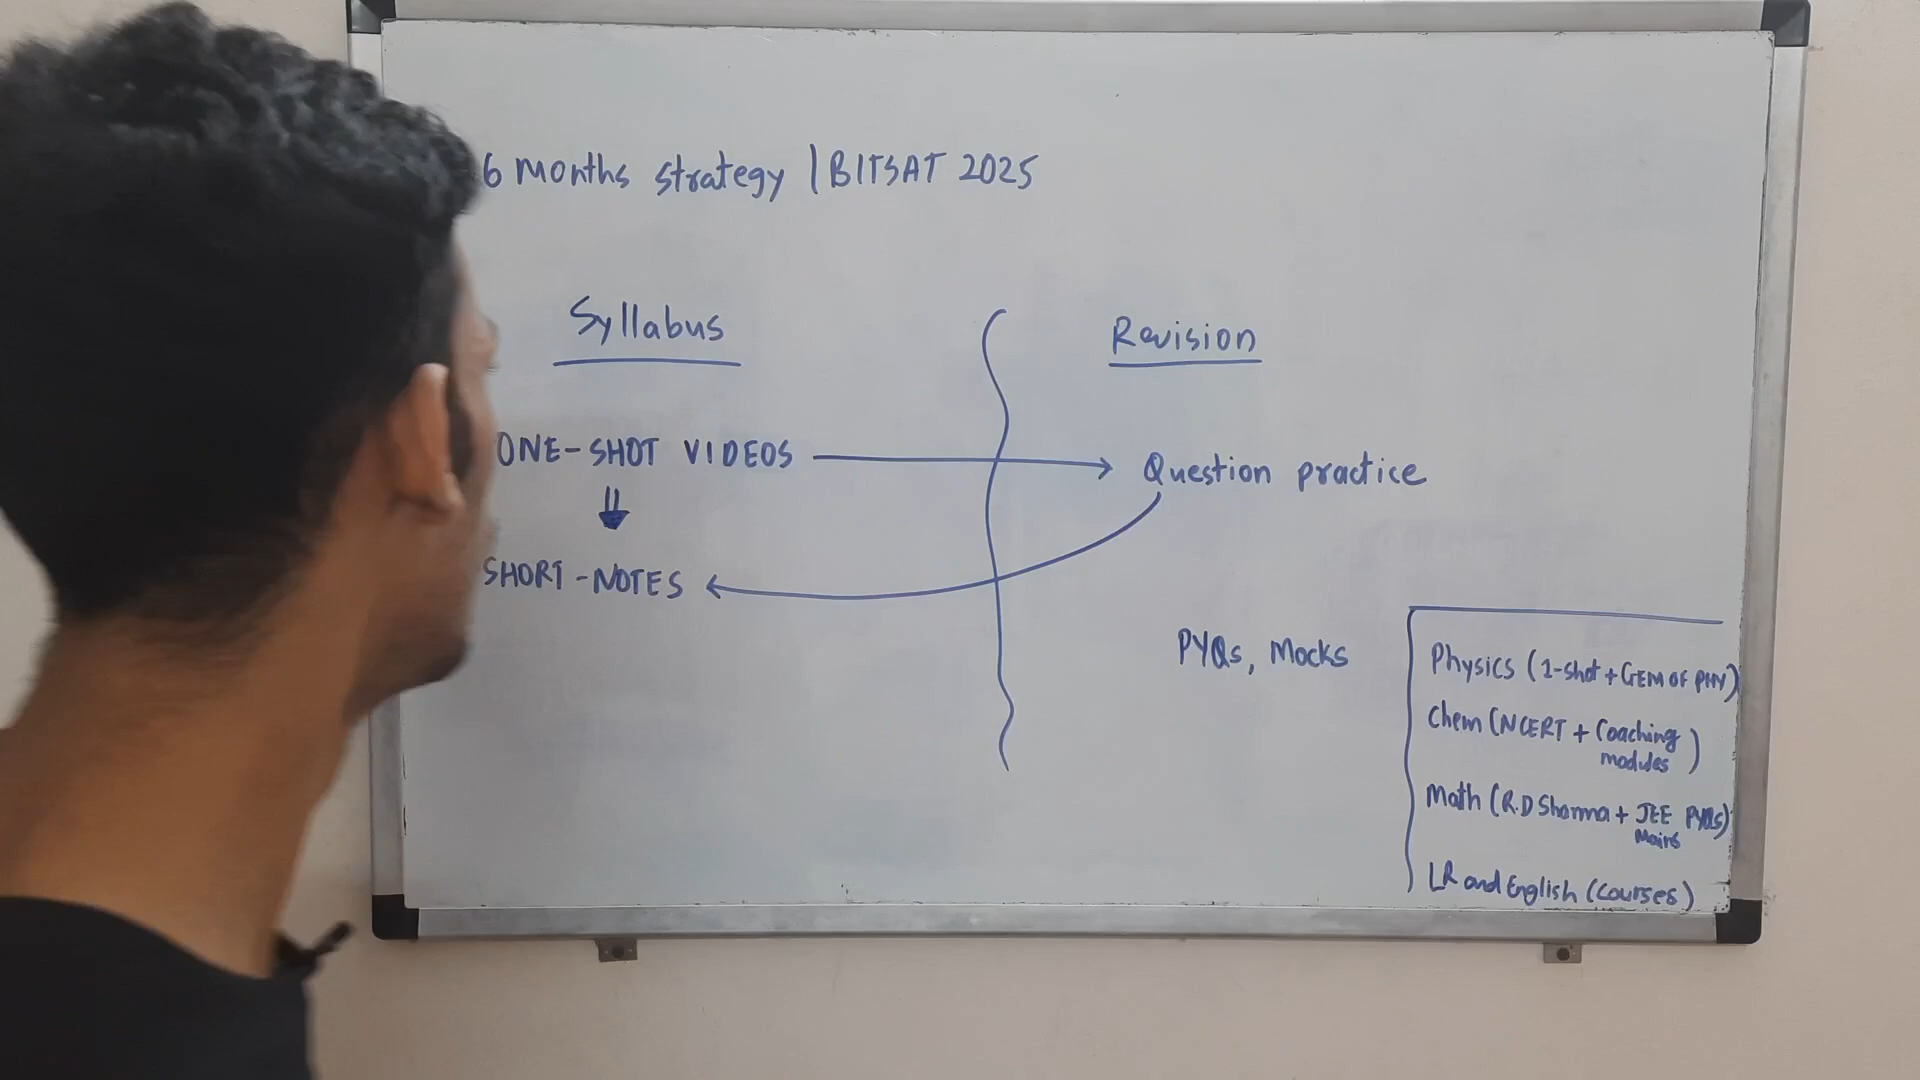 6 months strategy | BITSAT 2025
Syllabus
Revision
ONE-SHOT VIDEOS
Question practice
SHORT-NOTES
PYQs, Mocks
Physics (1-shot + GEM OF PHY)
Chem (NCERT + Coaching
modules)
Math (R.D Sharma + JEE PYQs)
Mains
LR and English (courses)